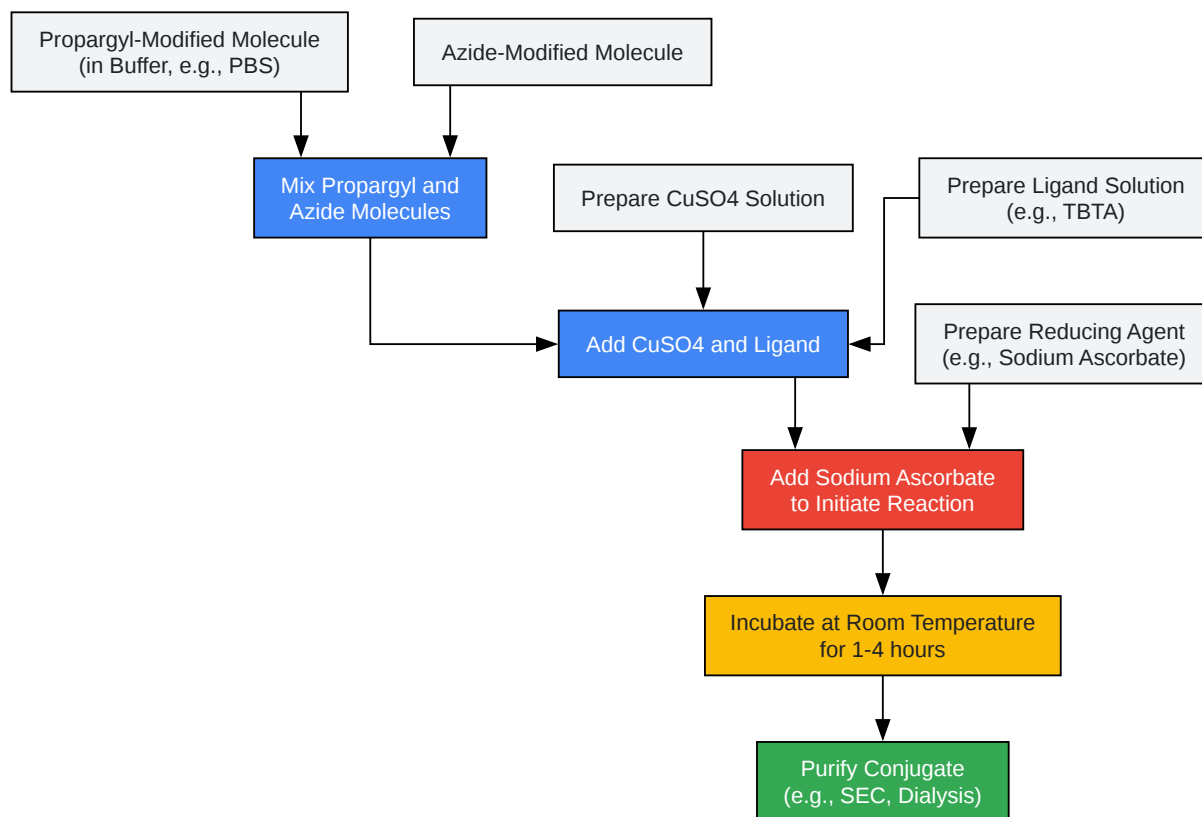 Propargyl-Modified Molecule
(in Buffer, e.g., PBS)
Azide-Modified Molecule
Mix Propargyl and
Azide Molecules
Prepare CuSO4 Solution
Prepare Ligand Solution
(e.g., TBTA)
Add CuSO4 and Ligand
Prepare Reducing Agent
(e.g., Sodium Ascorbate)
Add Sodium Ascorbate
to Initiate Reaction
Incubate at Room Temperature
for 1-4 hours
Purify Conjugate
(e.g., SEC, Dialysis)